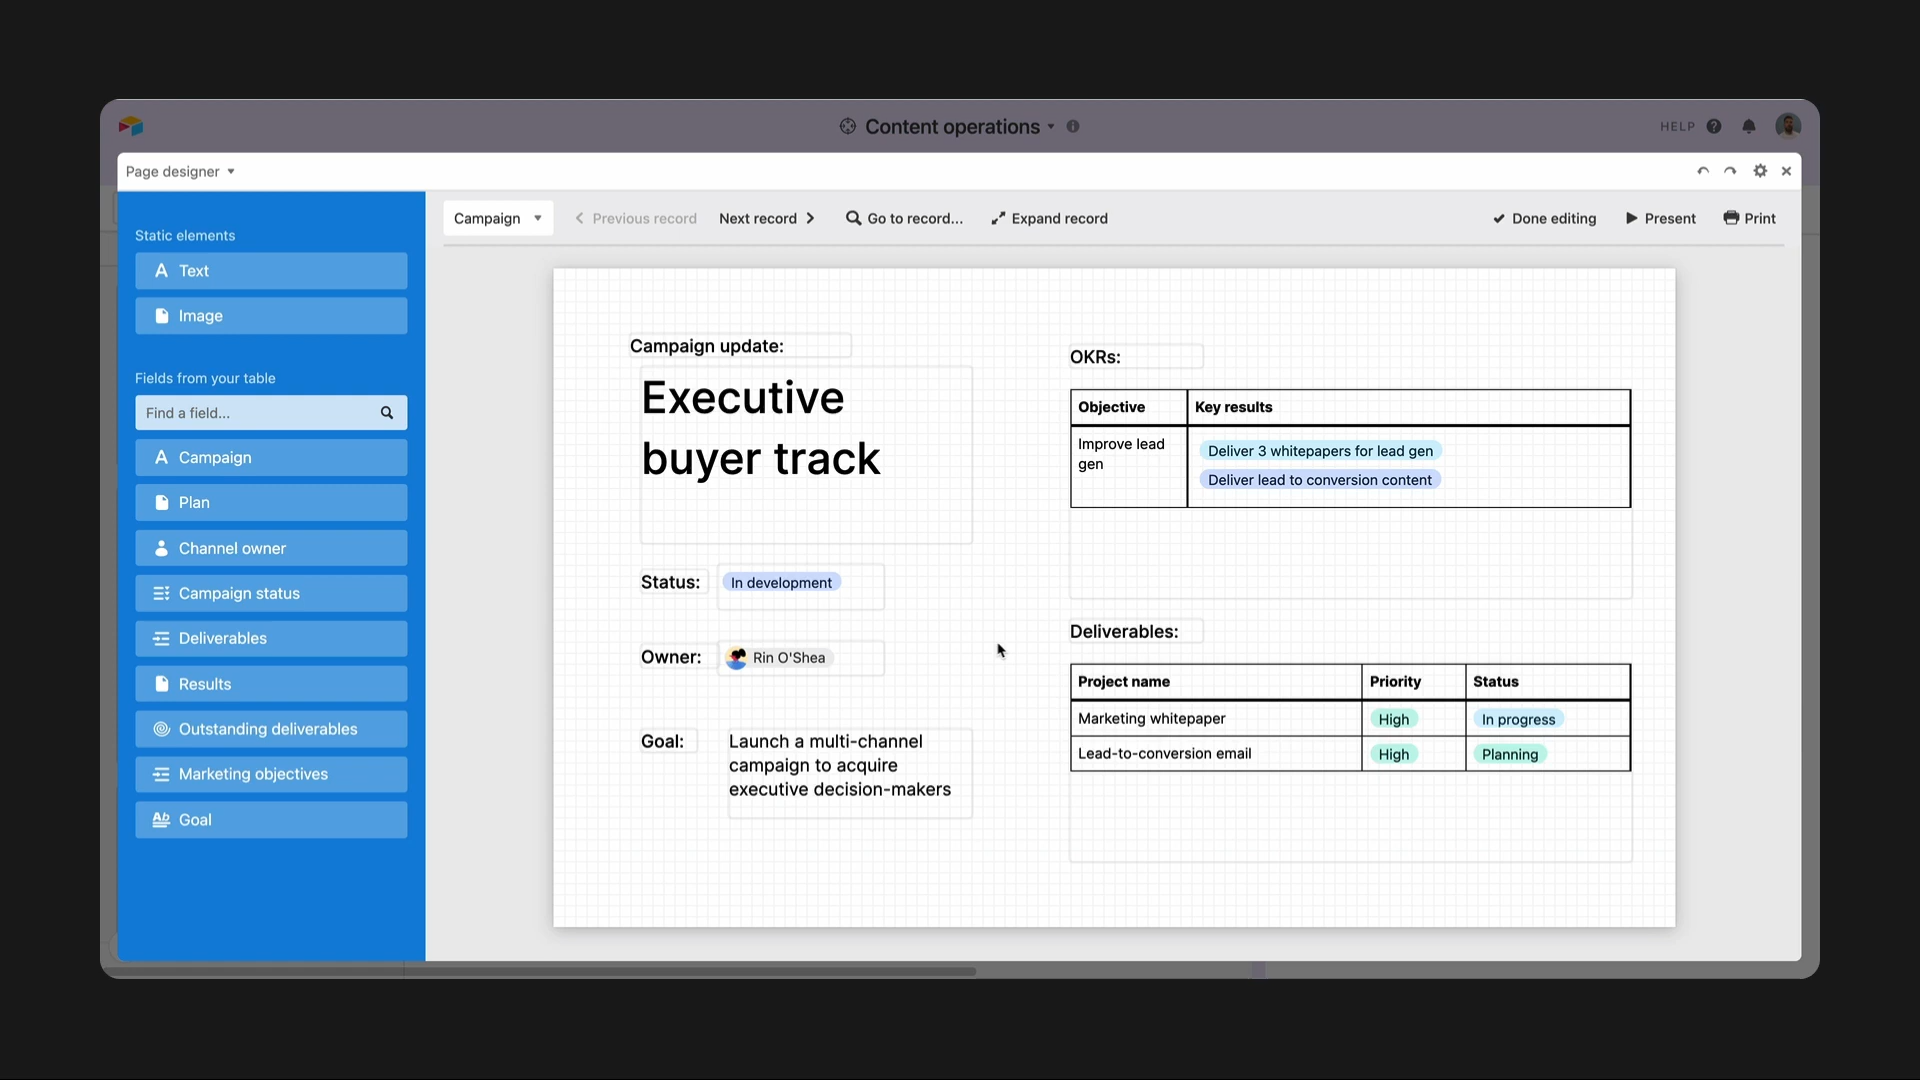 Content operations
HELP
Page designer
Static elements
Text
Image
Fields from your table
Find a field...
Campaign
Plan
Channel owner
Campaign status
Deliverables
Results
Outstanding deliverables
Marketing objectives
Goal
Campaign
Previous record
Next record
Go to record...
Expand record
Done editing
Present
Print
Campaign update:
Executive
buyer track
Status: In development
Owner: Rin O'Shea
Goal: Launch a multi-channel
campaign to acquire
executive decision-makers
OKRs:
Objective Key results
Improve lead
gen
Deliver 3 whitepapers for lead gen
Deliver lead to conversion content
Deliverables:
Project name Priority Status
Marketing whitepaper High In progress
Lead-to-conversion email High Planning